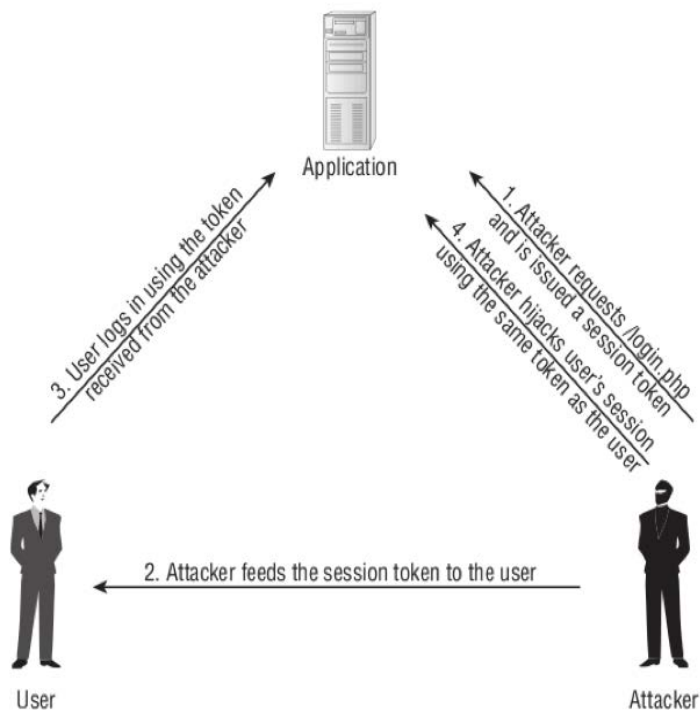 Application
1. Attacker requests /login.php
and is issued a session token
4. Attacker hijacks user's session
using the same token as the user
3. User logs in using the token
received from the attacker
2. Attacker feeds the session token to the user
User
Attacker